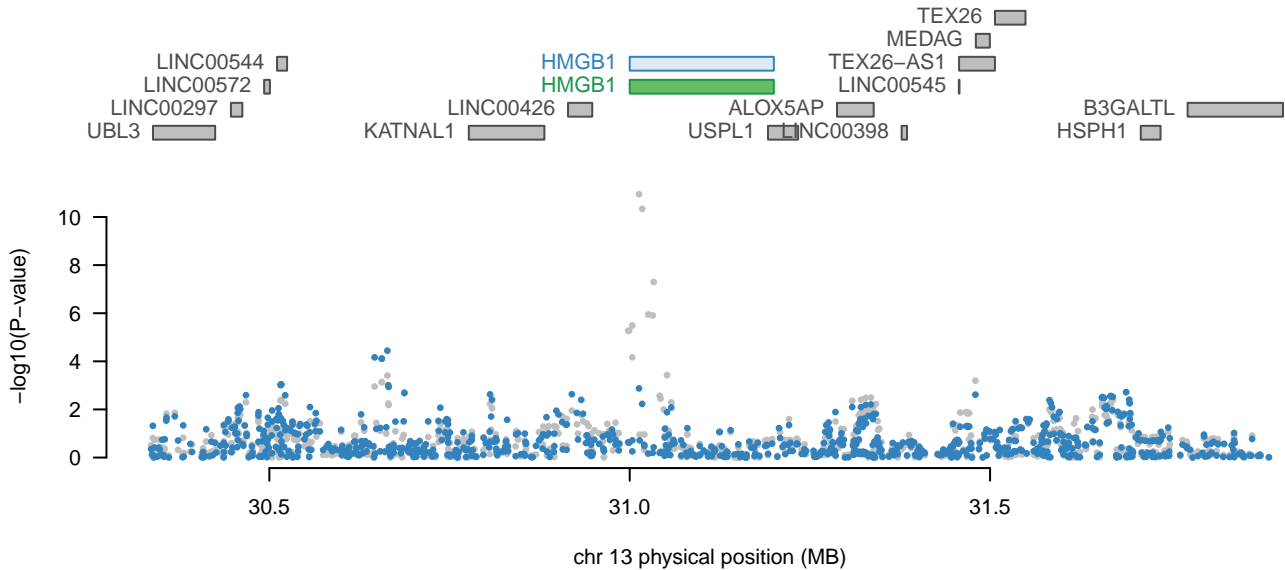 TEX26
MEDAG
LINC00544 HMGB1 TEX26−AS1
LINC00572 HMGB1 LINC00545
LINC00297 LINC00426 ALOX5AP B3GALTL
UBL3 KATNAL1 USPL1 LINC00398 HSPH1
10
8
6
4
2
0
−log10(P−value)
30.5 31.0 31.5
chr 13 physical position (MB)